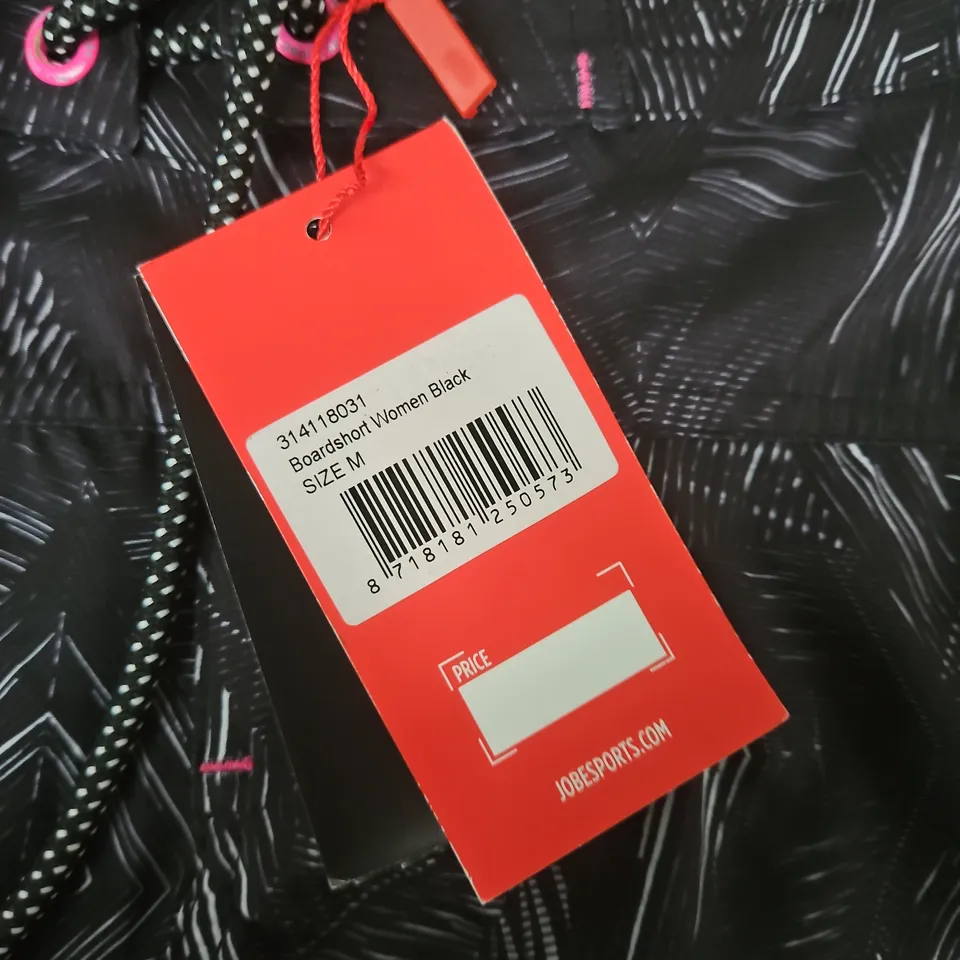 314118031
Boardshort Women Black
SIZE M
8 718181 250573
PRICE
JOBESPORTS.COM